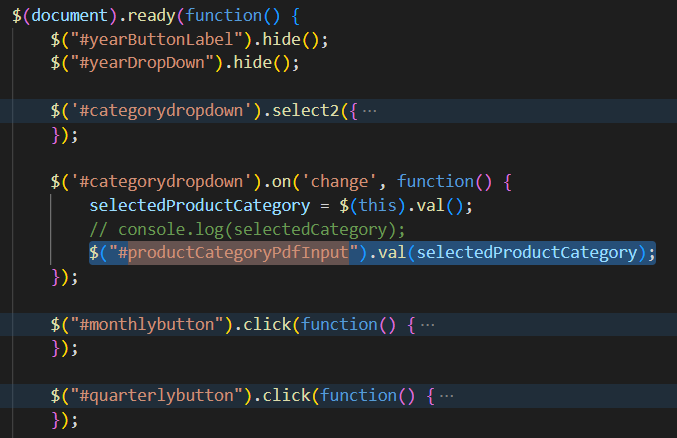 $(document).ready(function() {
$("#yearButtonLabel").hide();
$("#yearDropDown").hide();
$('#categorydropdown').select2({ ···
});
$('#categorydropdown').on('change', function() {
selectedProductCategory = $(this).val();
// console.log(selectedCategory);
$("#productCategoryPdfInput").val(selectedProductCategory);
});
$("#monthlybutton").click(function() { ···
});
$("#quarterlybutton").click(function() { ···
});